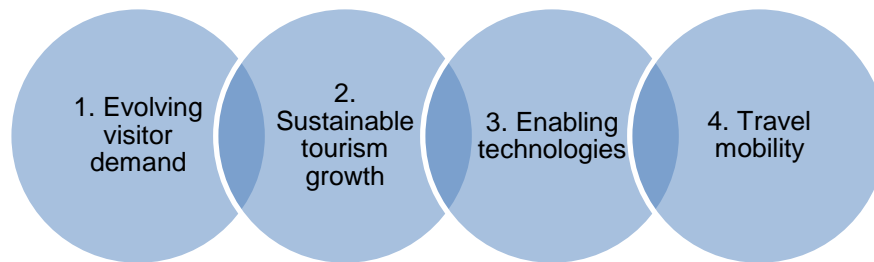 1. Evolving
visitor
demand
2.
Sustainable
tourism
growth
3. Enabling
technologies
4. Travel
mobility